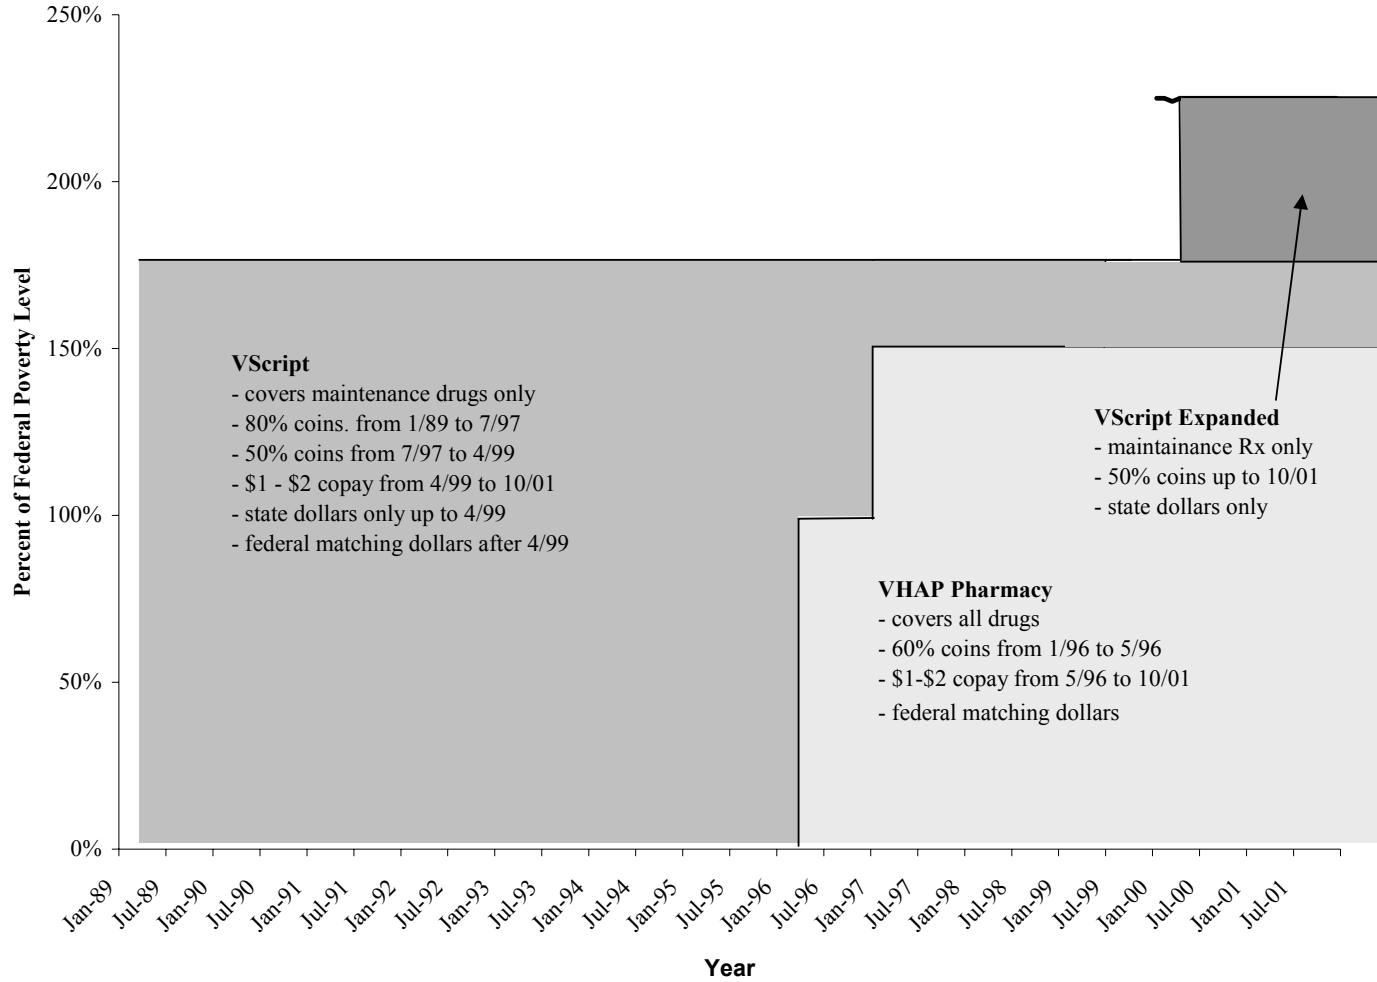 250%
200%
150%
100%
50%
0%
Percent of Federal Poverty Level
VScript
- covers maintenance drugs only
- 80% coins. from 1/89 to 7/97
- 50% coins from 7/97 to 4/99
- $1 - $2 copay from 4/99 to 10/01
- state dollars only up to 4/99
- federal matching dollars after 4/99
VScript Expanded
- maintainance Rx only
- 50% coins up to 10/01
- state dollars only
VHAP Pharmacy
- covers all drugs
- 60% coins from 1/96 to 5/96
- $1-$2 copay from 5/96 to 10/01
- federal matching dollars
Jan-89
Jul-89
Jan-90
Jul-90
Jan-91
Jul-91
Jan-92
Jul-92
Jan-93
Jul-93
Jan-94
Jul-94
Jan-95
Jul-95
Jan-96
Jul-96
Jan-97
Jul-97
Jan-98
Jul-98
Jan-99
Jul-99
Jan-00
Jul-00
Jan-01
Jul-01
Year